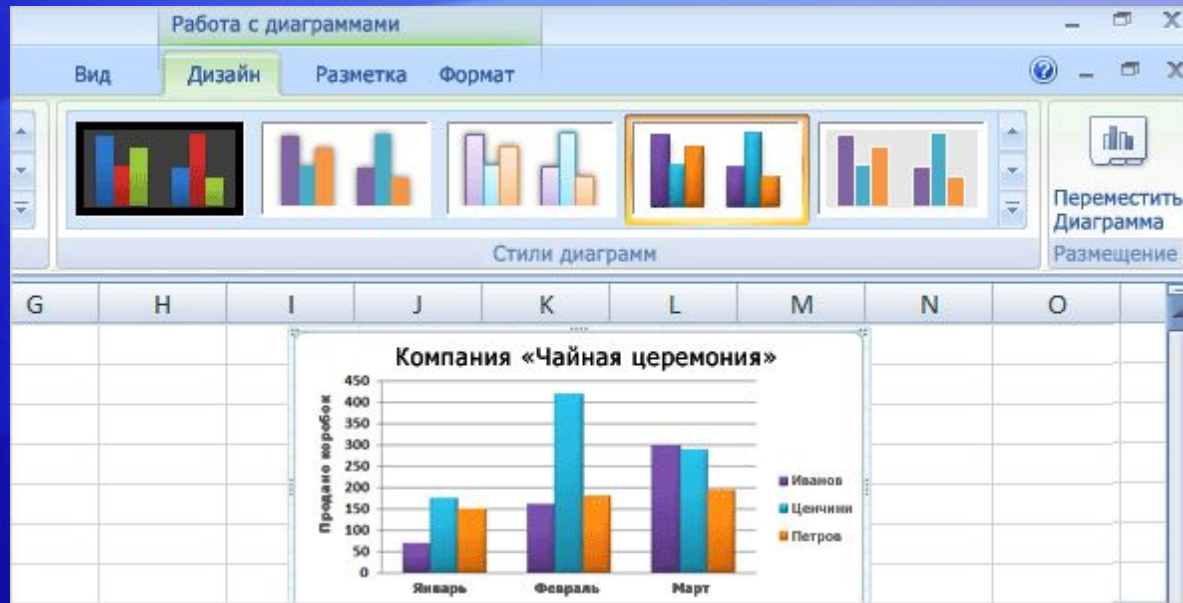 Работа с диаграммами
Вид Дизайн Разметка Формат
Стили диаграмм
Переместить
Диаграмма
Размещение
G H I J K L M N O
Компания «Чайная церемония»
Продано коробок
450
400
350
300
250
200
150
100
50
0
Январь Февраль Март
Иванов
Ценчини
Петров